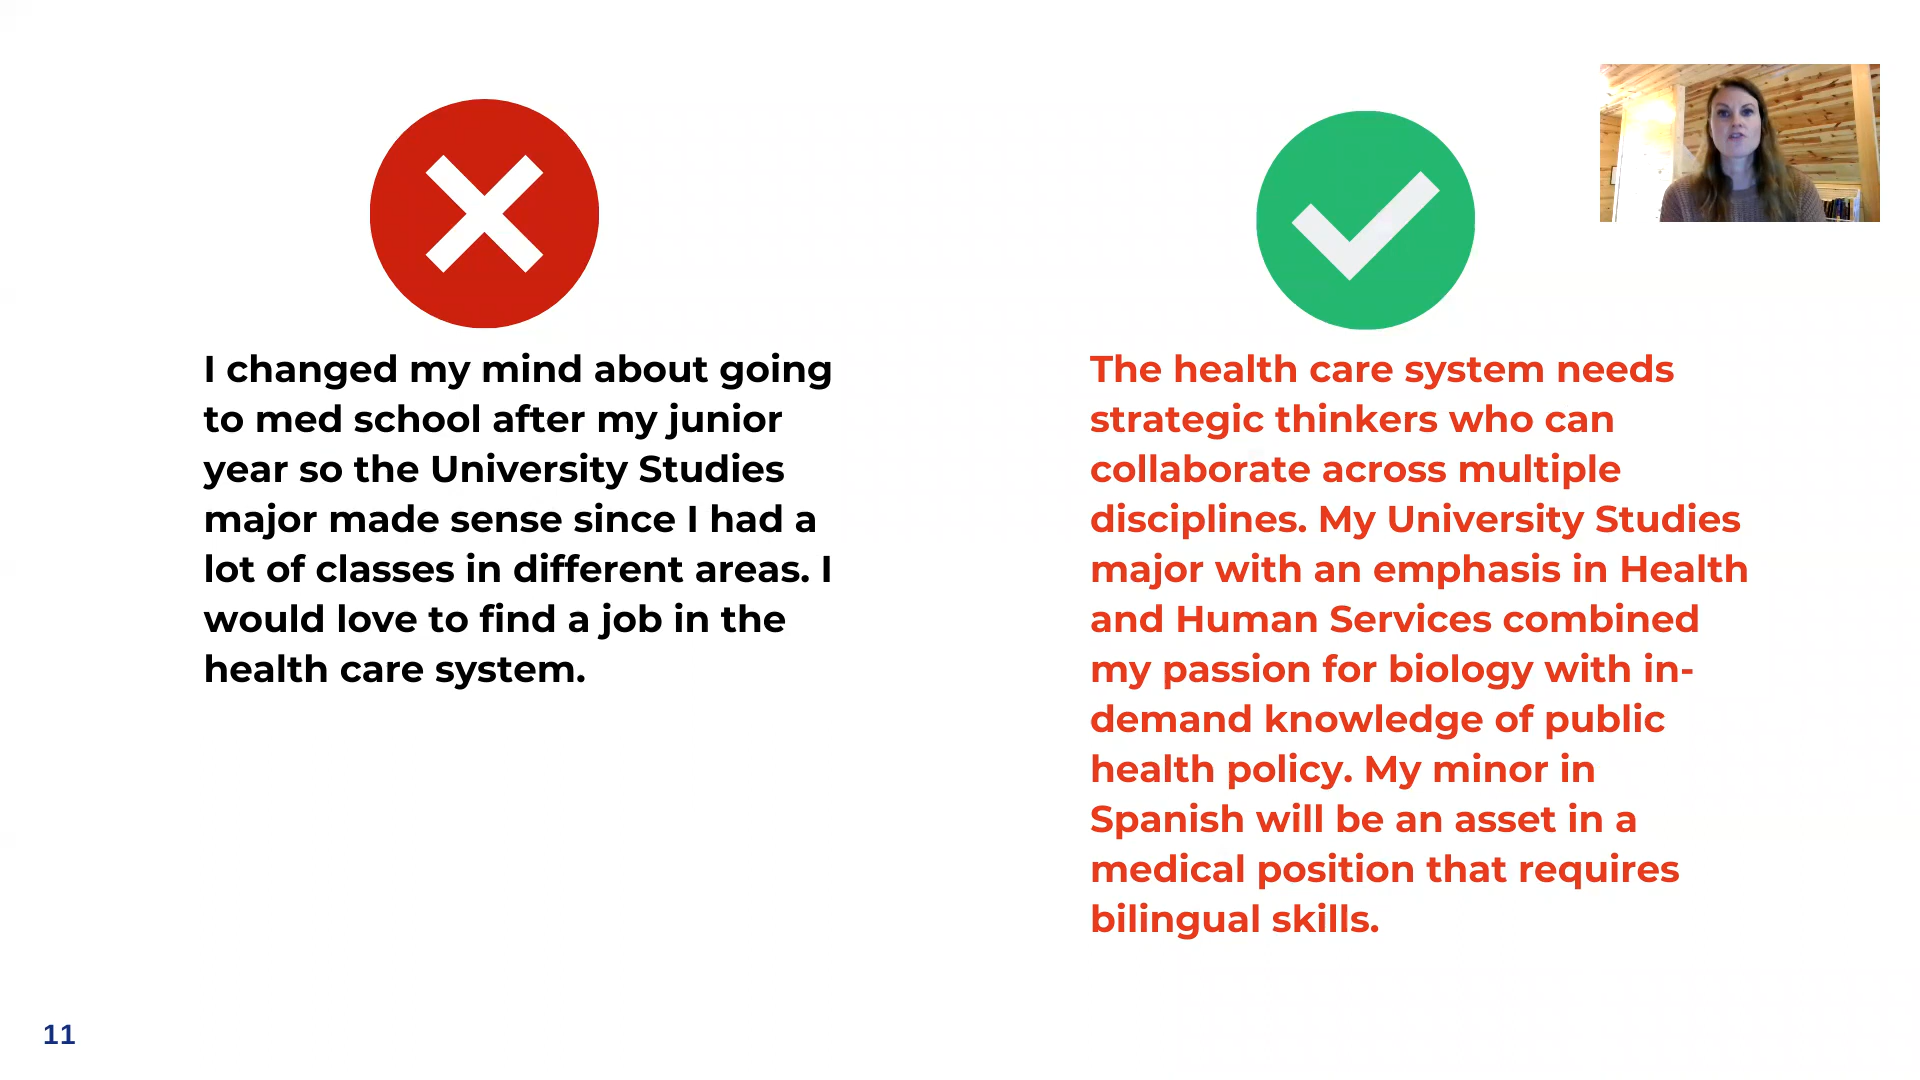 I changed my mind about going
to med school after my junior
year so the University Studies
major made sense since I had a
lot of classes in different areas. I
would love to find a job in the
health care system.
The health care system needs
strategic thinkers who can
collaborate across multiple
disciplines. My University Studies
major with an emphasis in Health
and Human Services combined
my passion for biology with in-
demand knowledge of public
health policy. My minor in
Spanish will be an asset in a
medical position that requires
bilingual skills.
11